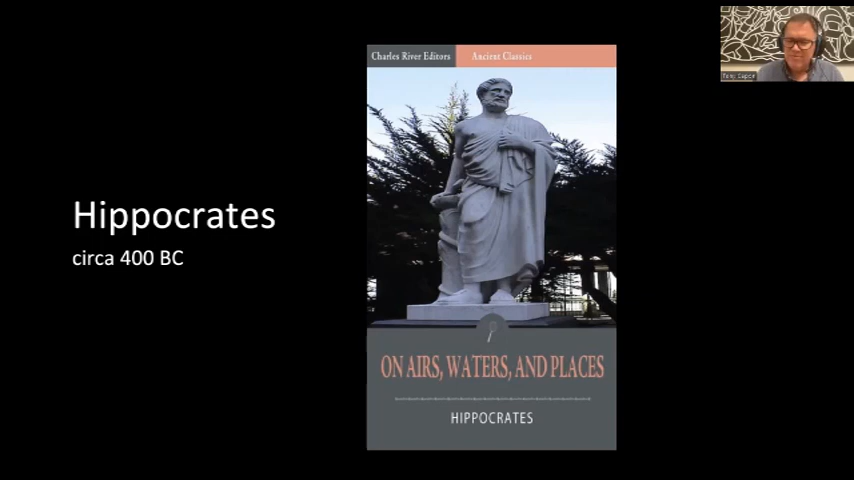 Hippocrates
circa 400 BC
Charles River Editors
Ancient Classics
ON AIRS, WATERS, AND PLACES
HIPPOCRATES